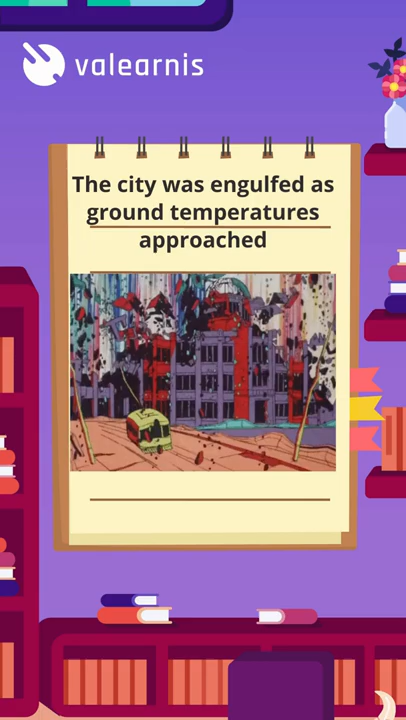 valearnis
The city was engulfed as
ground temperatures
approached